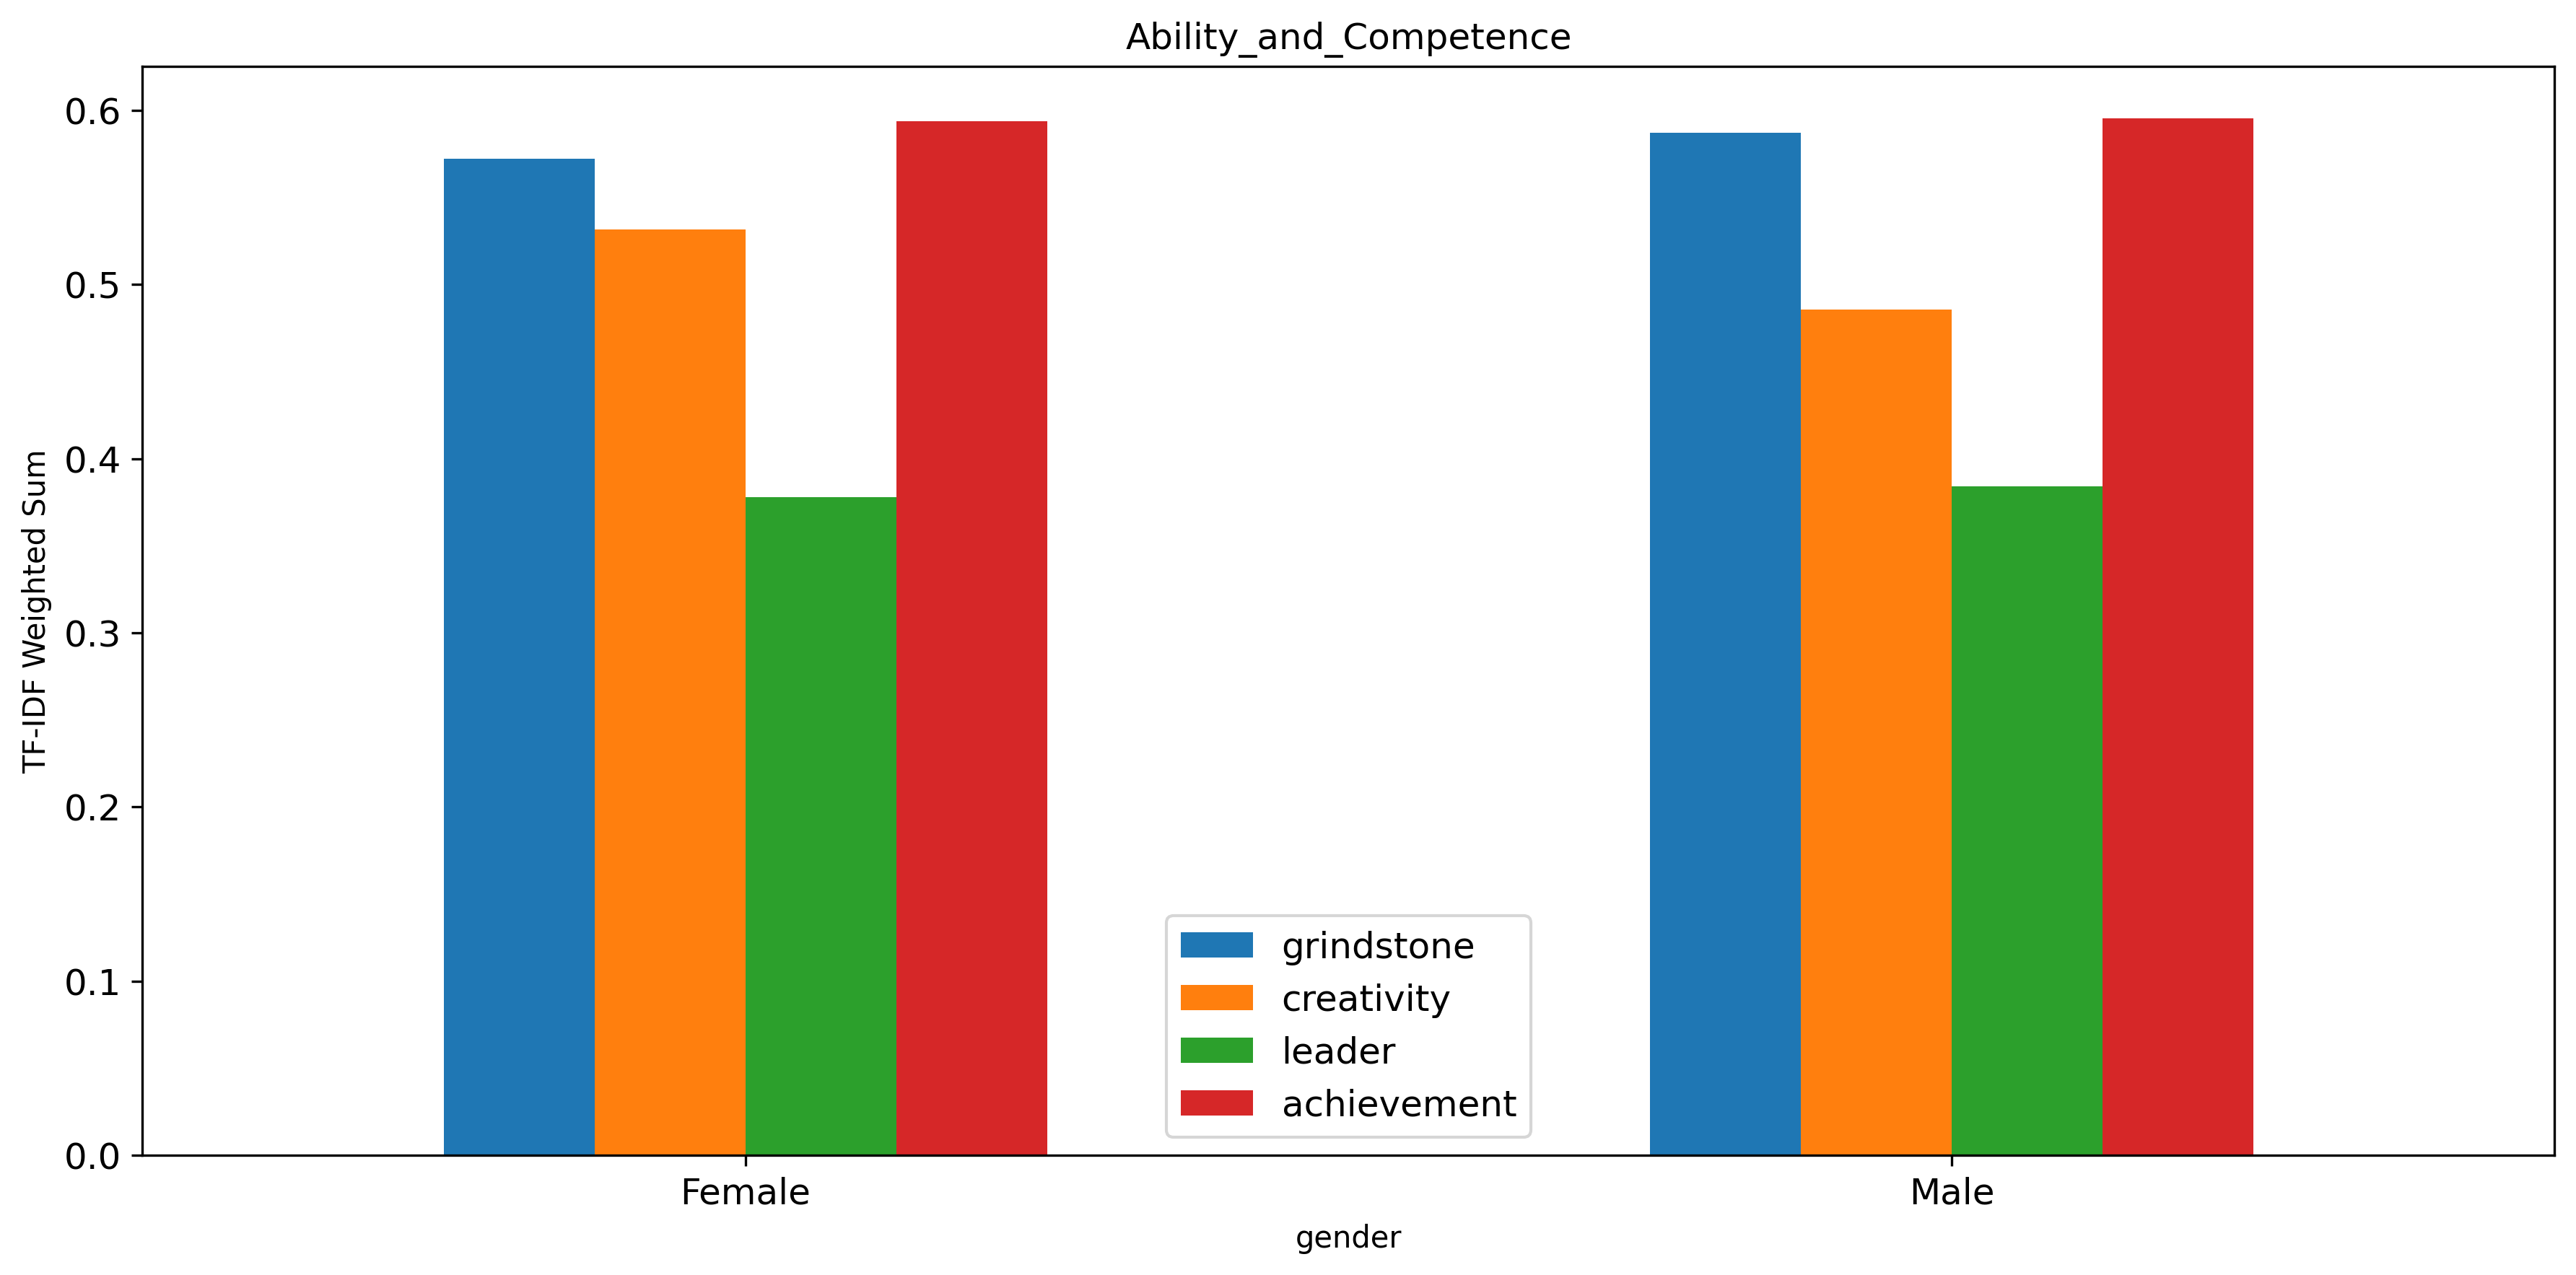 Ability_and_Competence
TF-IDF Weighted Sum
0.6
0.5
0.4
0.3
0.2
0.1
0.0
grindstone
creativity
leader
achievement
Female
Male
gender